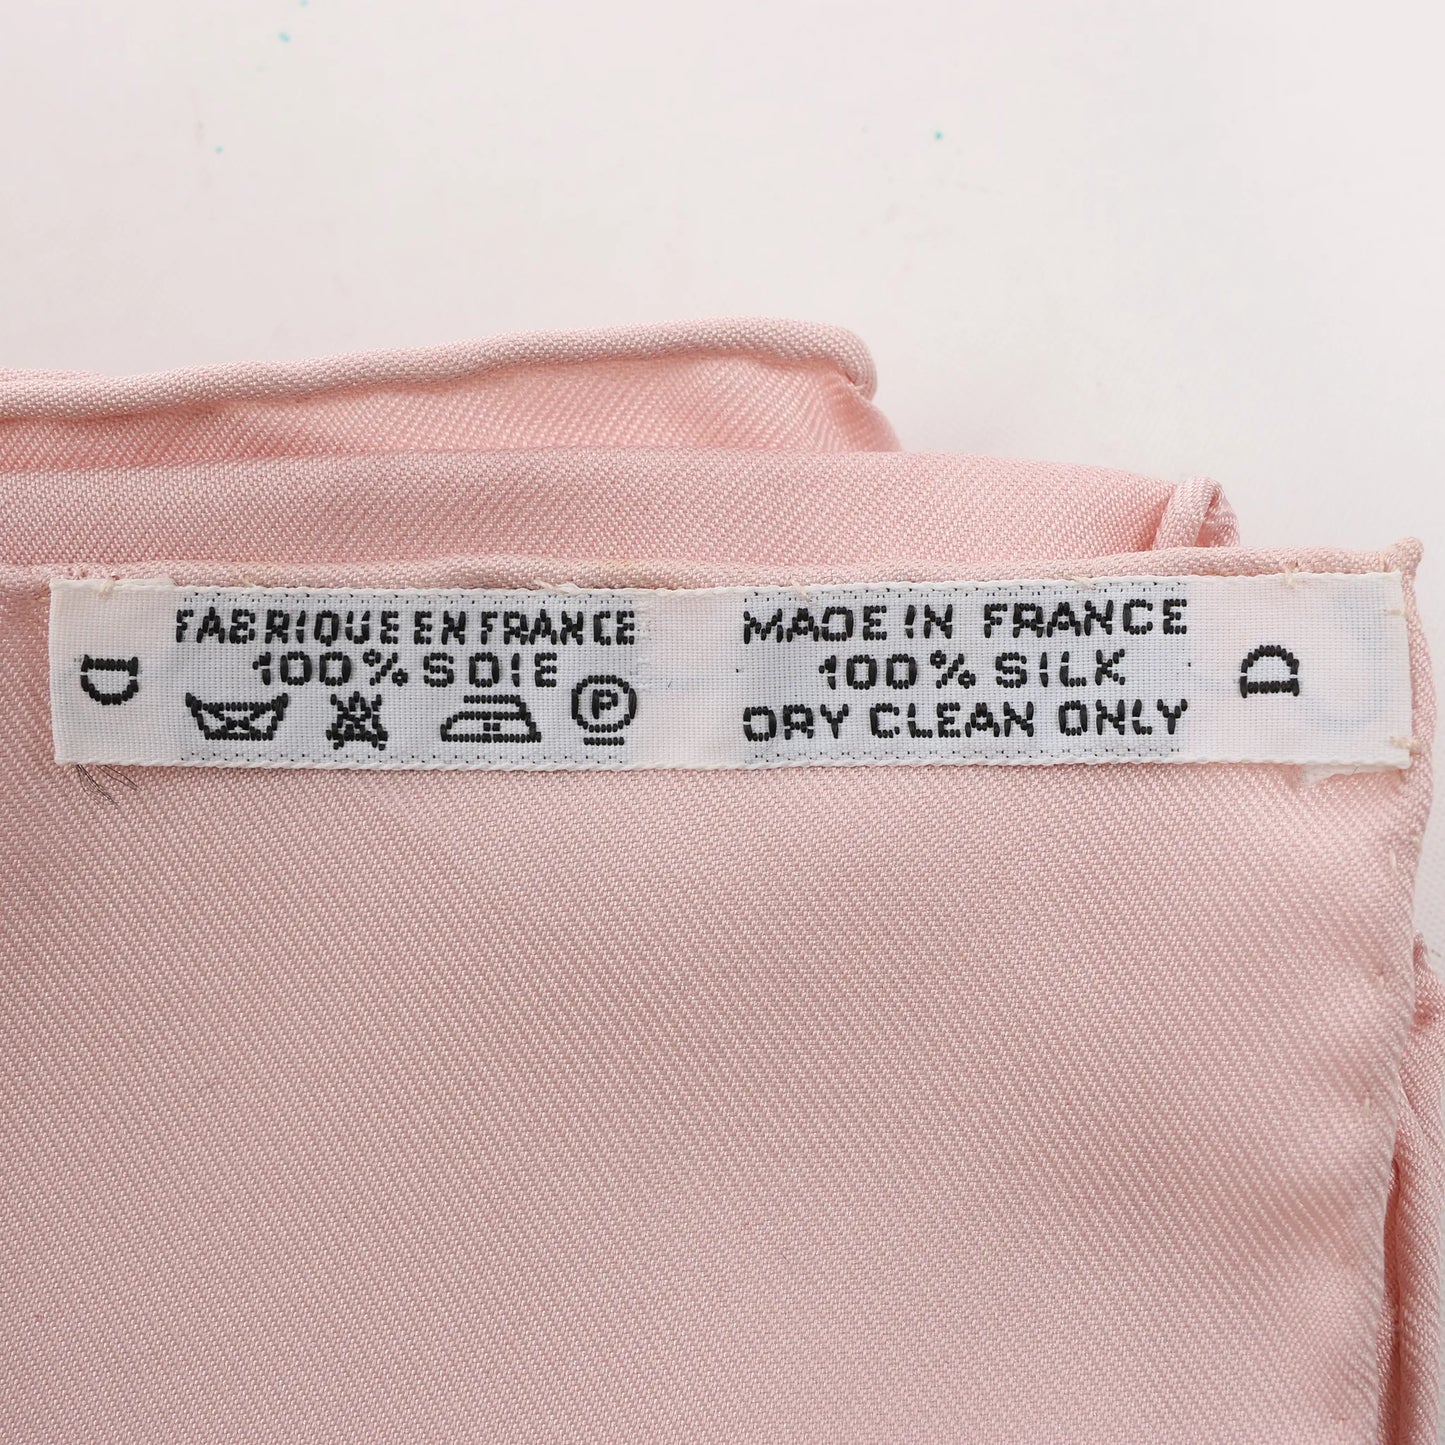 D
FABRIQUE EN FRANCE
100% SOIE
P
MADE IN FRANCE
100% SILK
DRY CLEAN ONLY
D